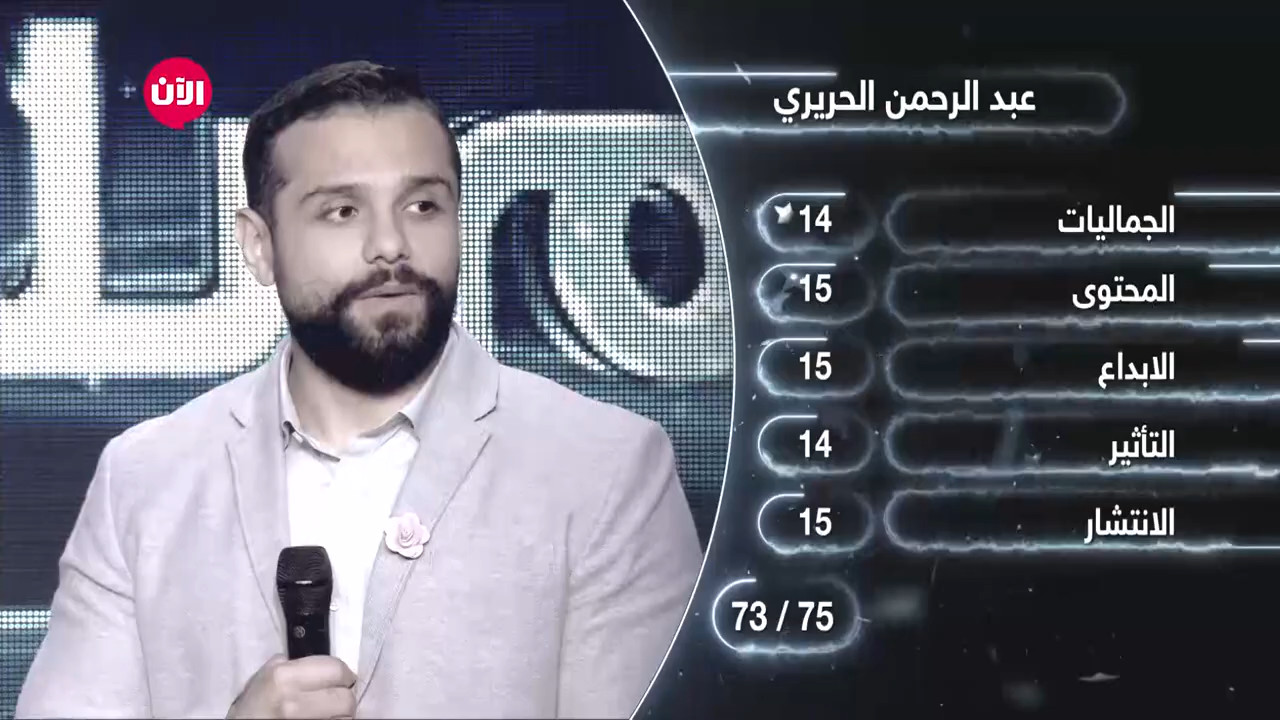 الآن
عبد الرحمن الحريري
الجماليات 14
المحتوى 15
الابداع 15
التأثير 14
الانتشار 15
73 / 75